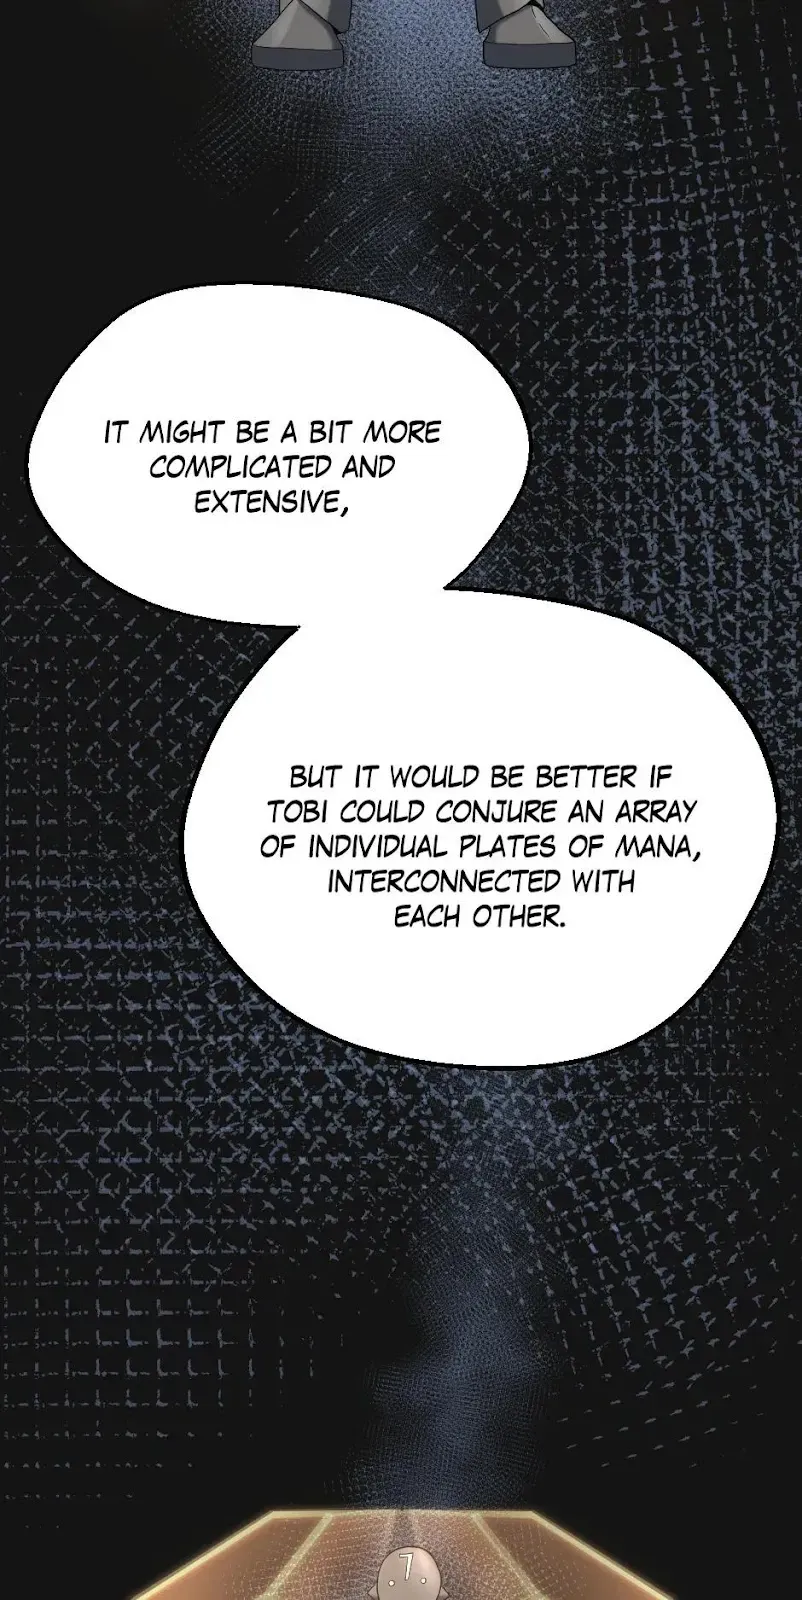 IT MIGHT BE A BIT MORE
COMPLICATED AND
EXTENSIVE,
BUT IT WOULD BE BETTER IF
TOBI COULD CONJURE AN ARRAY
OF INDIVIDUAL PLATES OF MANA,
INTERCONNECTED WITH
EACH OTHER.